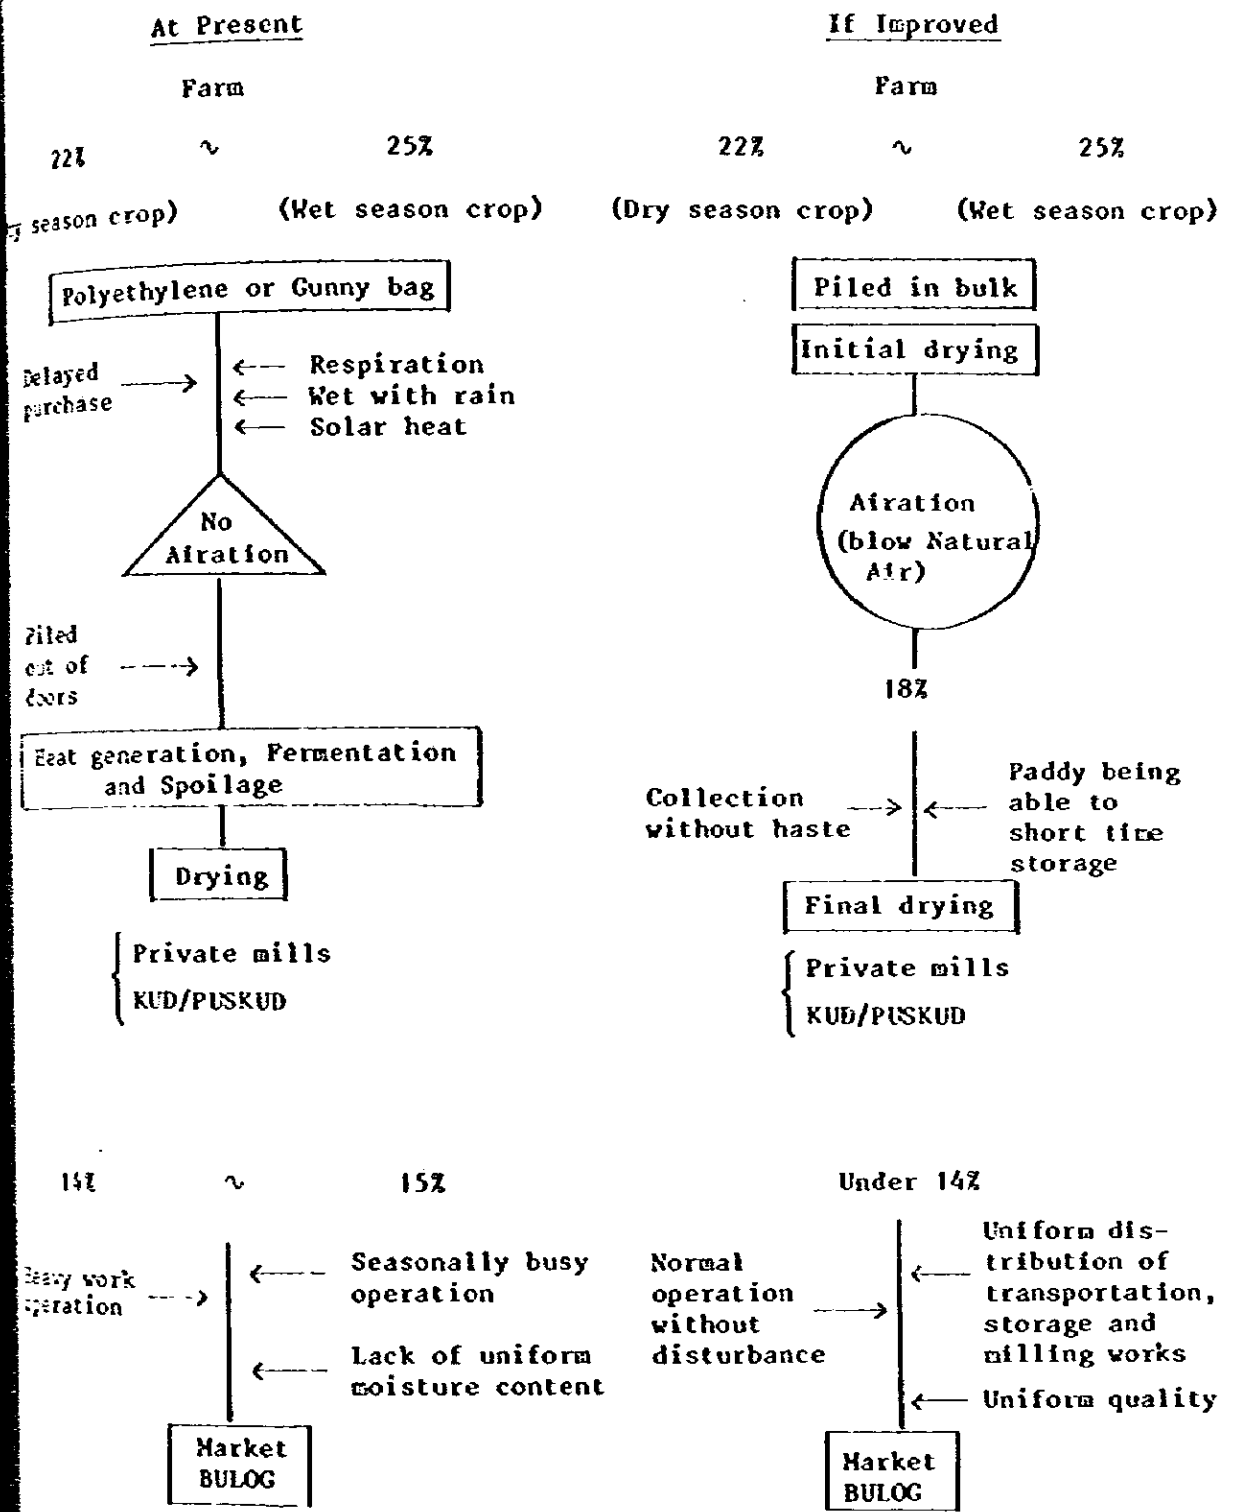 At Present
Farm
22% ~ 25%
season crop) (Wet season crop)
Polyethylene or Gunny bag
Delayed
purchase
Respiration
Wet with rain
Solar heat
No
Airation
Piled
out of
doors
Heat generation, Fermentation
and Spoilage
Drying
Private mills
KUD/PUSKUD
14% ~ 15%
Heavy work
operation
Seasonally busy
operation
Lack of uniform
moisture content
Market
BULOG
If Improved
Farm
22% ~ 25%
(Dry season crop) (Wet season crop)
Piled in bulk
Initial drying
Airation
(blow Natural
Air)
18%
Collection
without haste
Paddy being
able to
short time
storage
Final drying
Private mills
KUD/PUSKUD
Under 14%
Normal
operation
without
disturbance
Uniform dis-
tribution of
transportation,
storage and
milling works
Uniform quality
Market
BULOG